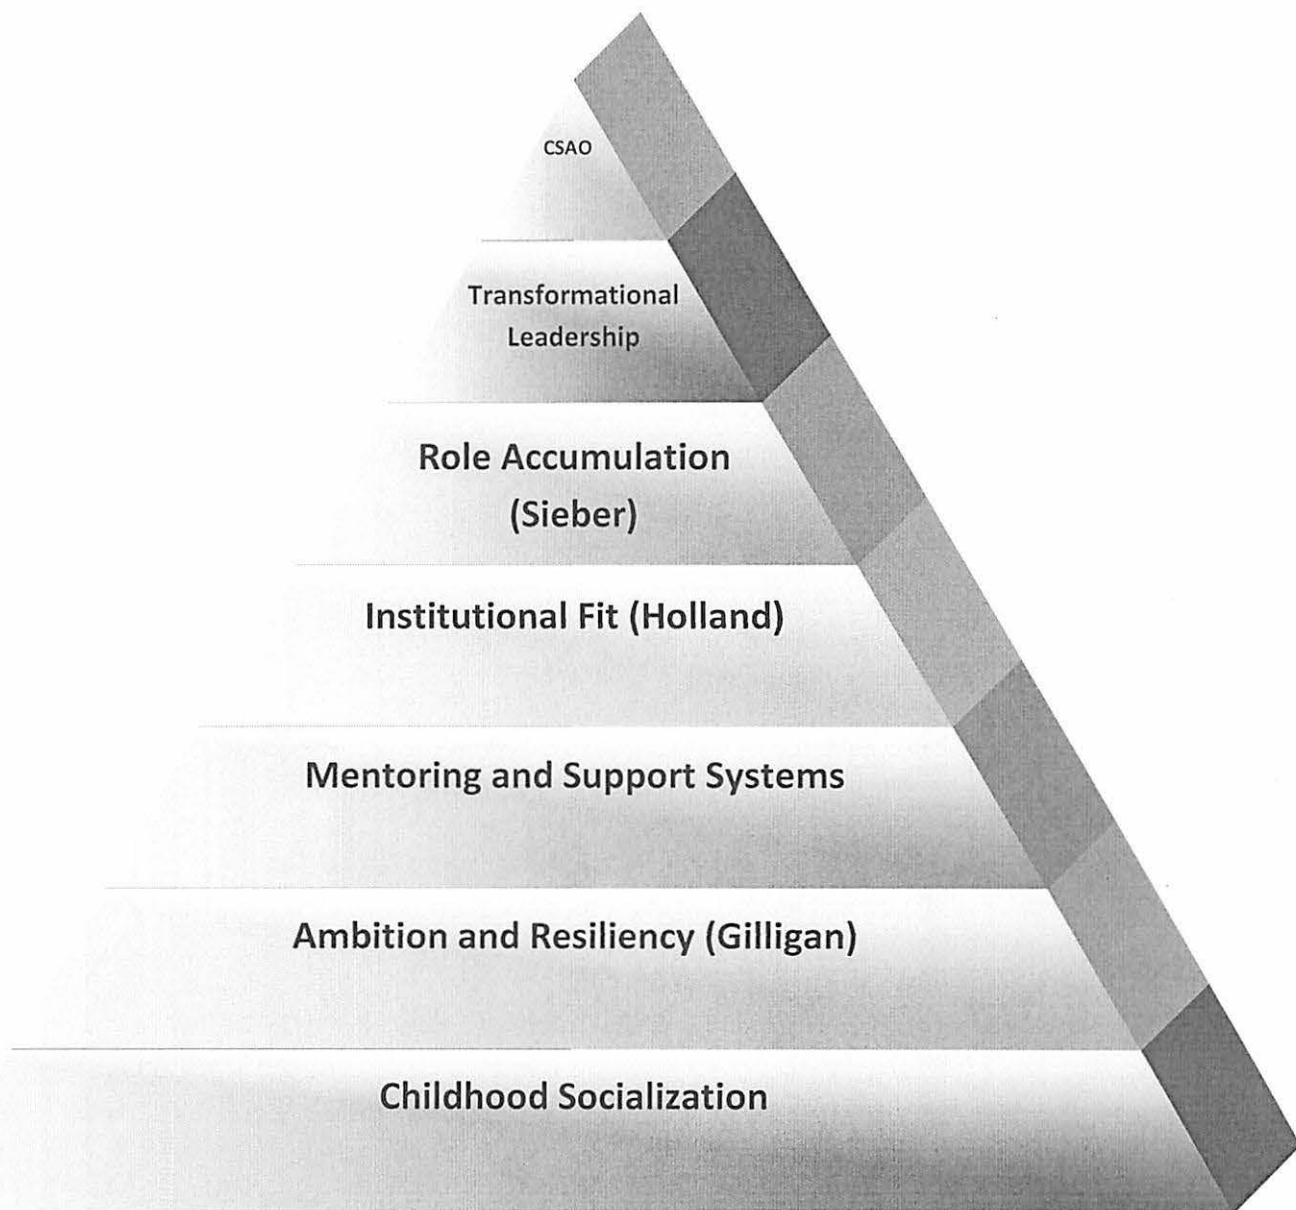 CSAO
Transformational
Leadership
Role Accumulation
(Sieber)
Institutional Fit (Holland)
Mentoring and Support Systems
Ambition and Resiliency (Gilligan)
Childhood Socialization